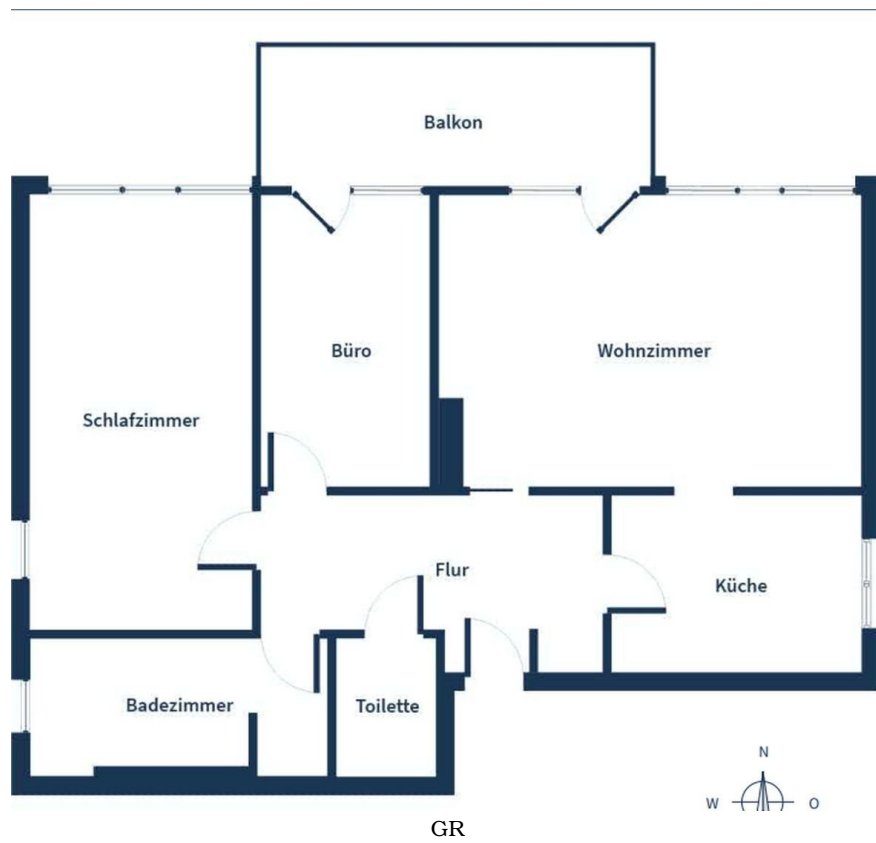 Balkon
Büro
Wohnzimmer
Schlafzimmer
Flur
Küche
Badezimmer
Toilette
N
W O
GR